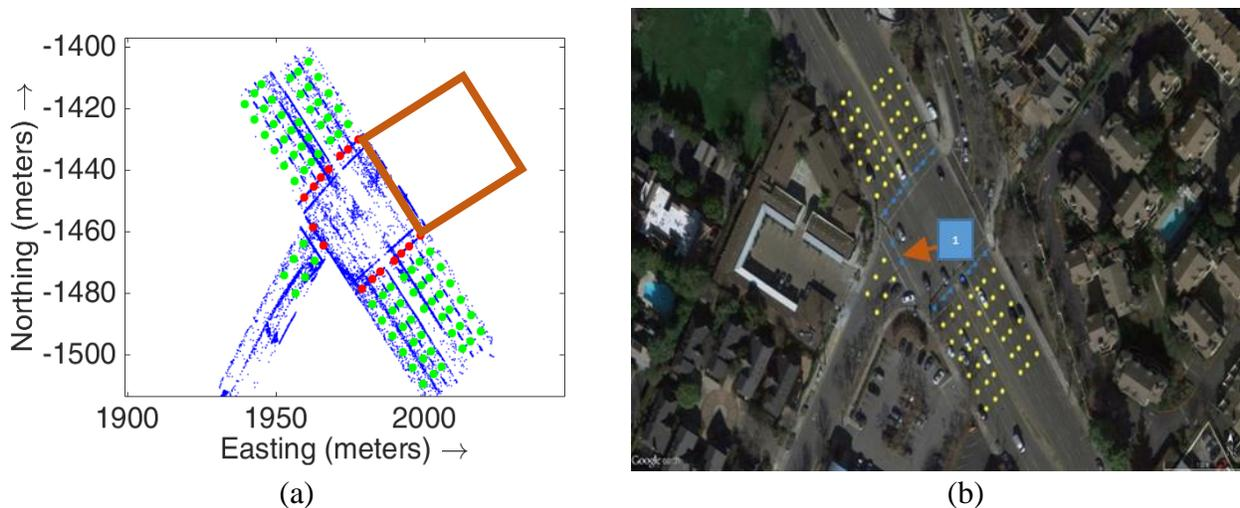 -1400
-1420
-1440
-1460
-1480
-1500
Northing (meters) →
1900 1950 2000
Easting (meters) →
1
Google earth
(a) (b)